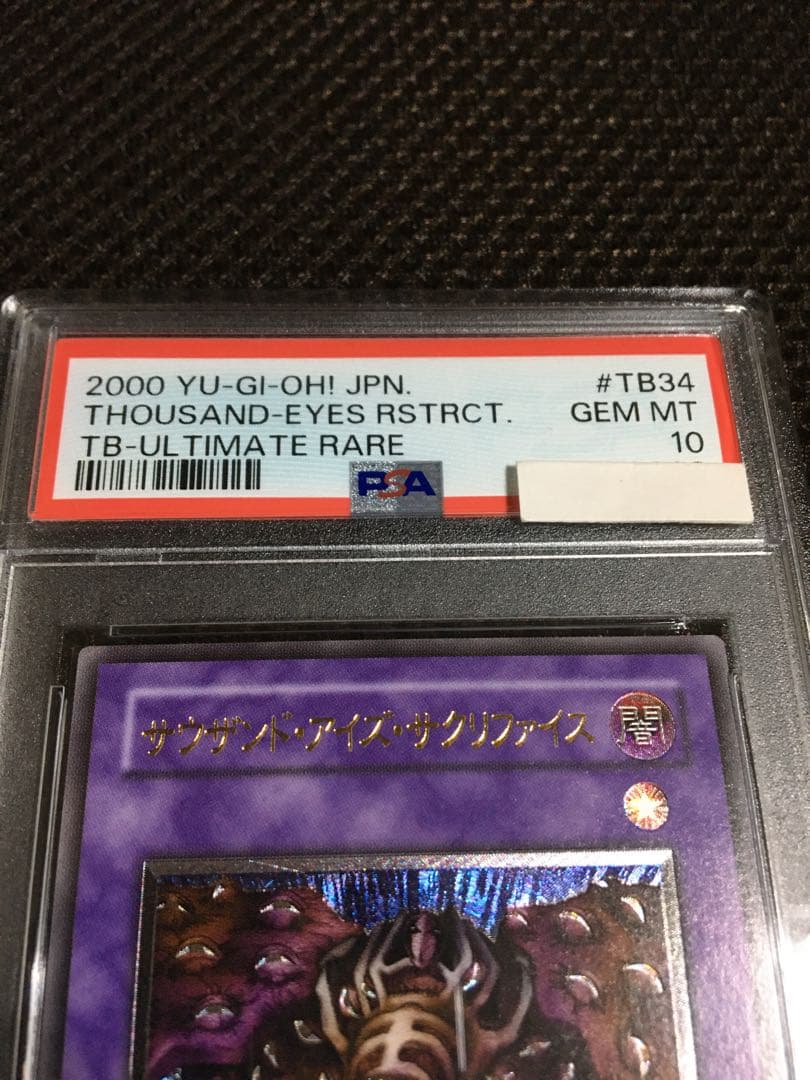 2000 YU-GI-OH! JPN. #TB34
THOUSAND-EYES RSTRCT. GEM MT
TB-ULTIMATE RARE 10
PSA
サウザンド・アイズ・サクリファイス 闇